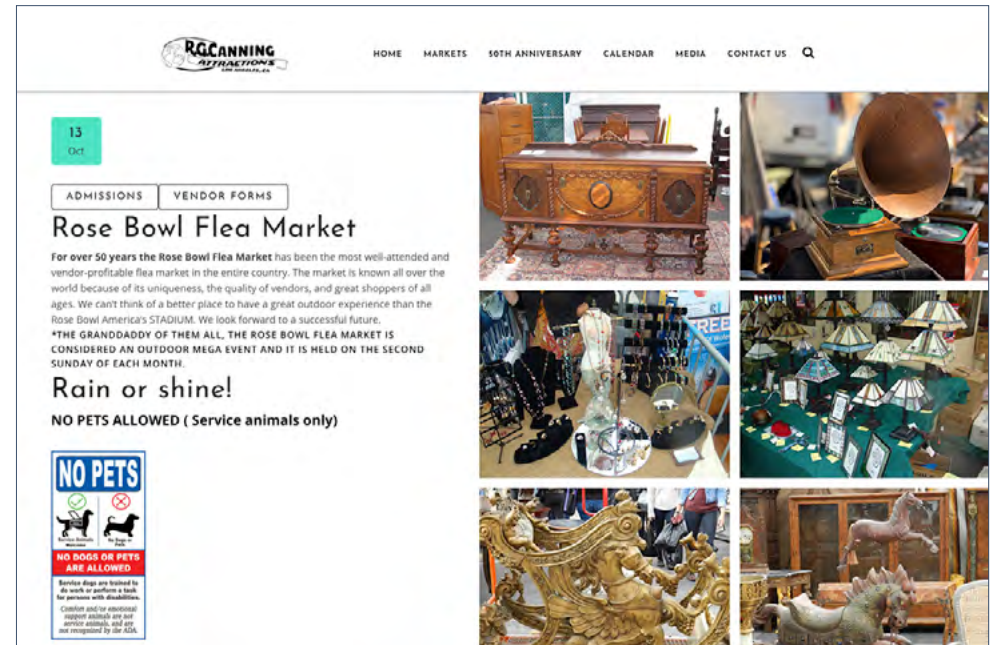 R.G. CANNING
ATTRACTIONS
HOME MARKETS 50TH ANNIVERSARY CALENDAR MEDIA CONTACT US
13
Oct
ADMISSIONS VENDOR FORMS
Rose Bowl Flea Market
For over 50 years the Rose Bowl Flea Market has been the most well-attended and
vendor-profitable flea market in the entire country. The market is known all over the
world because of its uniqueness, the quality of vendors, and great shoppers of all
ages. We can't think of a better place to have a great outdoor experience than the
Rose Bowl America's STADIUM. We look forward to a successful future.
*THE GRANDDADDY OF THEM ALL, THE ROSE BOWL FLEA MARKET IS
CONSIDERED AN OUTDOOR MEGA EVENT AND IT IS HELD ON THE SECOND
SUNDAY OF EACH MONTH.
Rain or shine!
NO PETS ALLOWED ( Service animals only)
NO PETS
Service Animals
Welcome
No Dogs or
Pets
NO DOGS OR PETS
ARE ALLOWED
Service dogs are trained to
do work or perform a task
for persons with disabilities.
Comfort and/or emotional
support animals are not
service animals, and are
not recognized by the ADA.
FREE